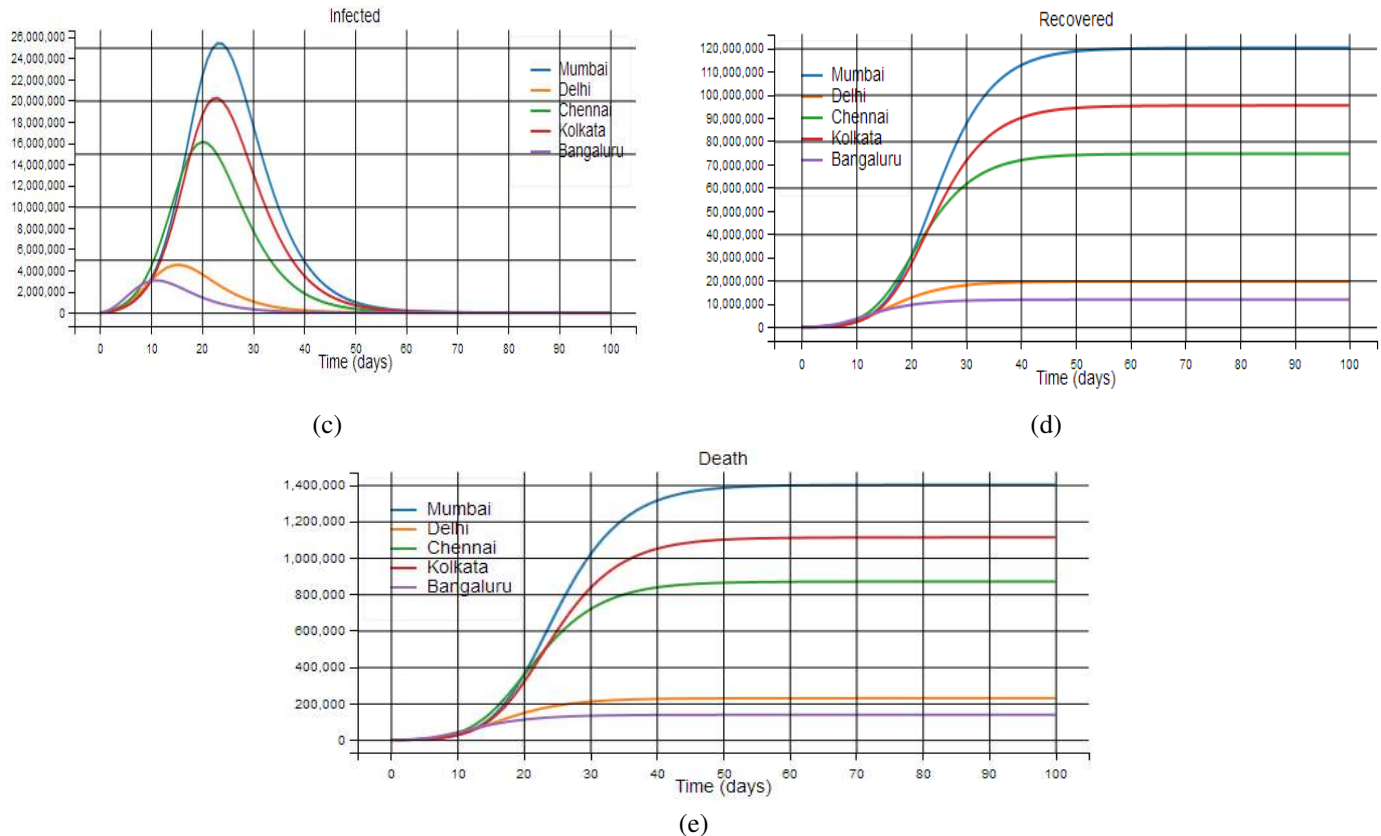 Infected
26,000,000
24,000,000
22,000,000
20,000,000
18,000,000
16,000,000
14,000,000
12,000,000
10,000,000
8,000,000
6,000,000
4,000,000
2,000,000
0
Mumbai
Delhi
Chennai
Kolkata
Bangaluru
0 10 20 30 40 50 60 70 80 90 100
Time (days)
(c)
Recovered
120,000,000
110,000,000
100,000,000
90,000,000
80,000,000
70,000,000
60,000,000
50,000,000
40,000,000
30,000,000
20,000,000
10,000,000
0
Mumbai
Delhi
Chennai
Kolkata
Bangaluru
0 10 20 30 40 50 60 70 80 90 100
Time (days)
(d)
Death
1,400,000
1,200,000
1,000,000
800,000
600,000
400,000
200,000
0
Mumbai
Delhi
Chennai
Kolkata
Bangaluru
0 10 20 30 40 50 60 70 80 90 100
Time (days)
(e)